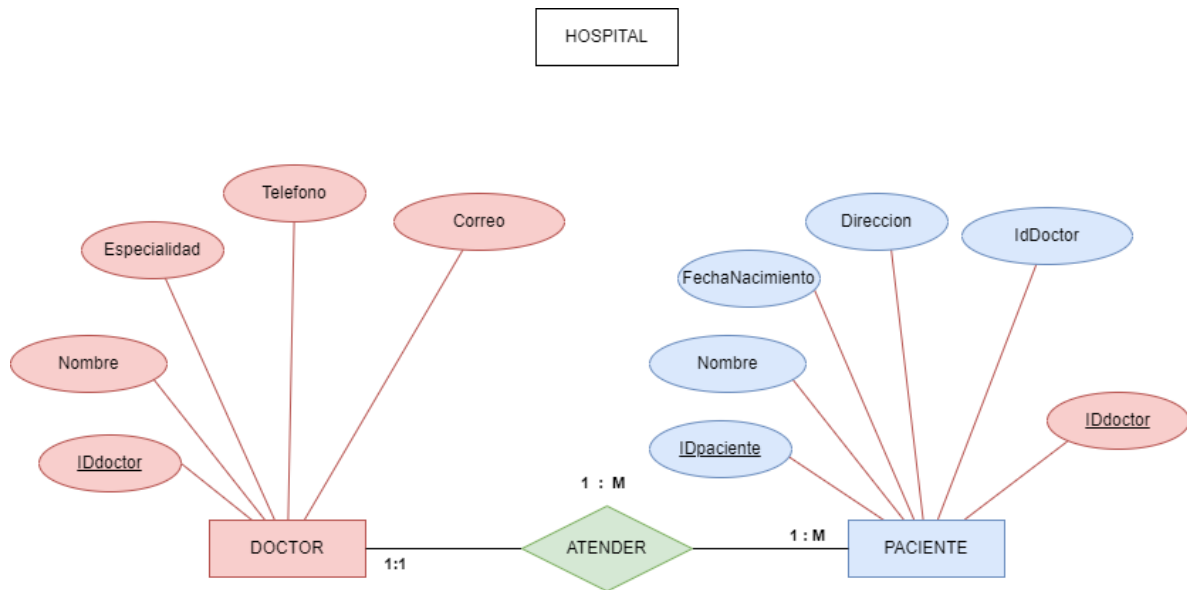 HOSPITAL
Telefono
Correo
Especialidad
Nombre
IDdoctor
Direccion
IdDoctor
FechaNacimiento
Nombre
IDpaciente
IDdoctor
1 : M
DOCTOR
1:1
ATENDER
1 : M
PACIENTE